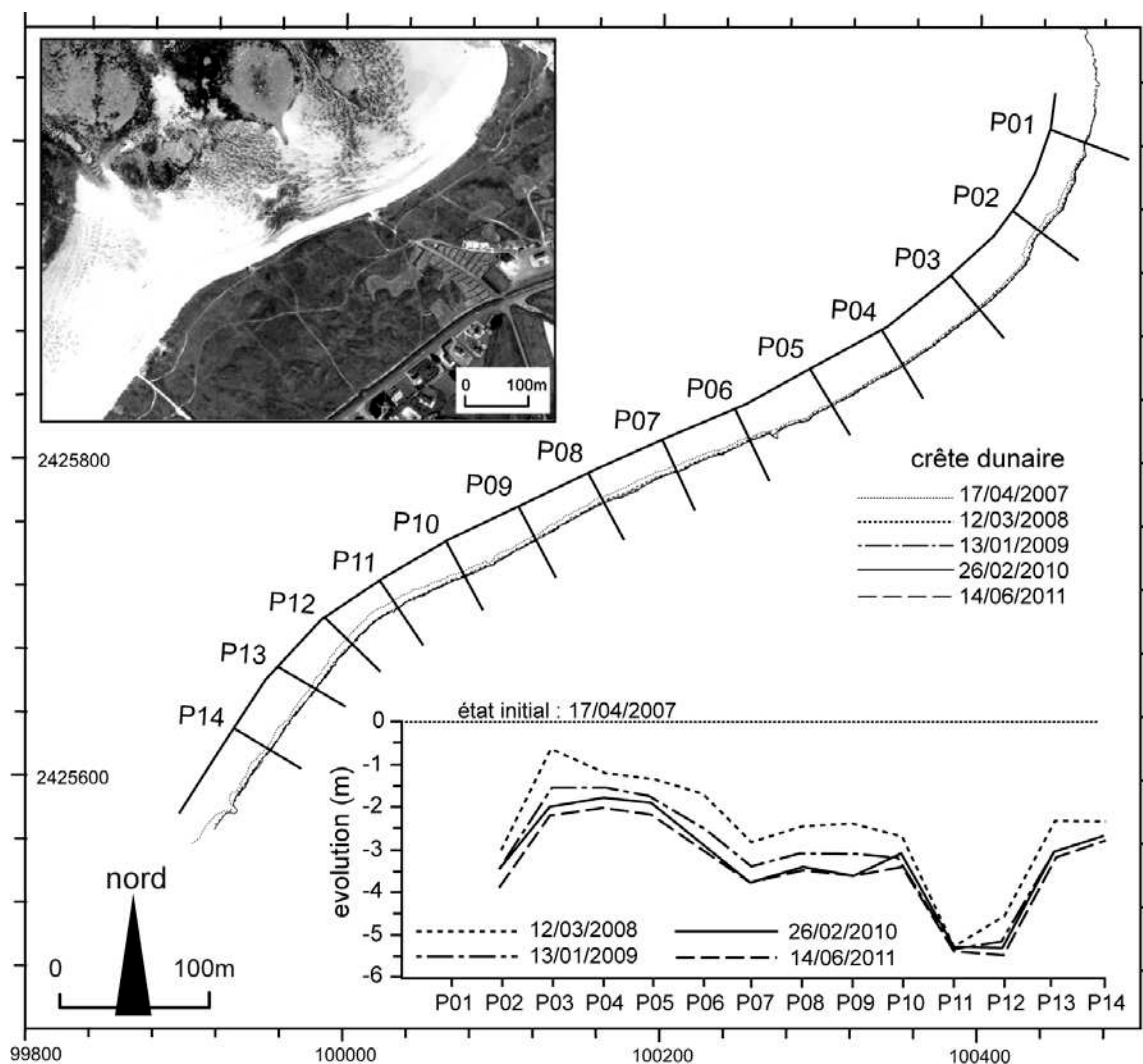 P01
P02
P03
P04
P05
P06
P07
P08
P09
P10
P11
P12
P13
P14
0 100m
2425800
2425600
crête dunaire
17/04/2007
12/03/2008
13/01/2009
26/02/2010
14/06/2011
nord
0 100m
état initial : 17/04/2007
evolution (m)
0
-1
-2
-3
-4
-5
-6
12/03/2008 26/02/2010
13/01/2009 14/06/2011
P01 P02 P03 P04 P05 P06 P07 P08 P09 P10 P11 P12 P13 P14
99800 100000 100200 100400